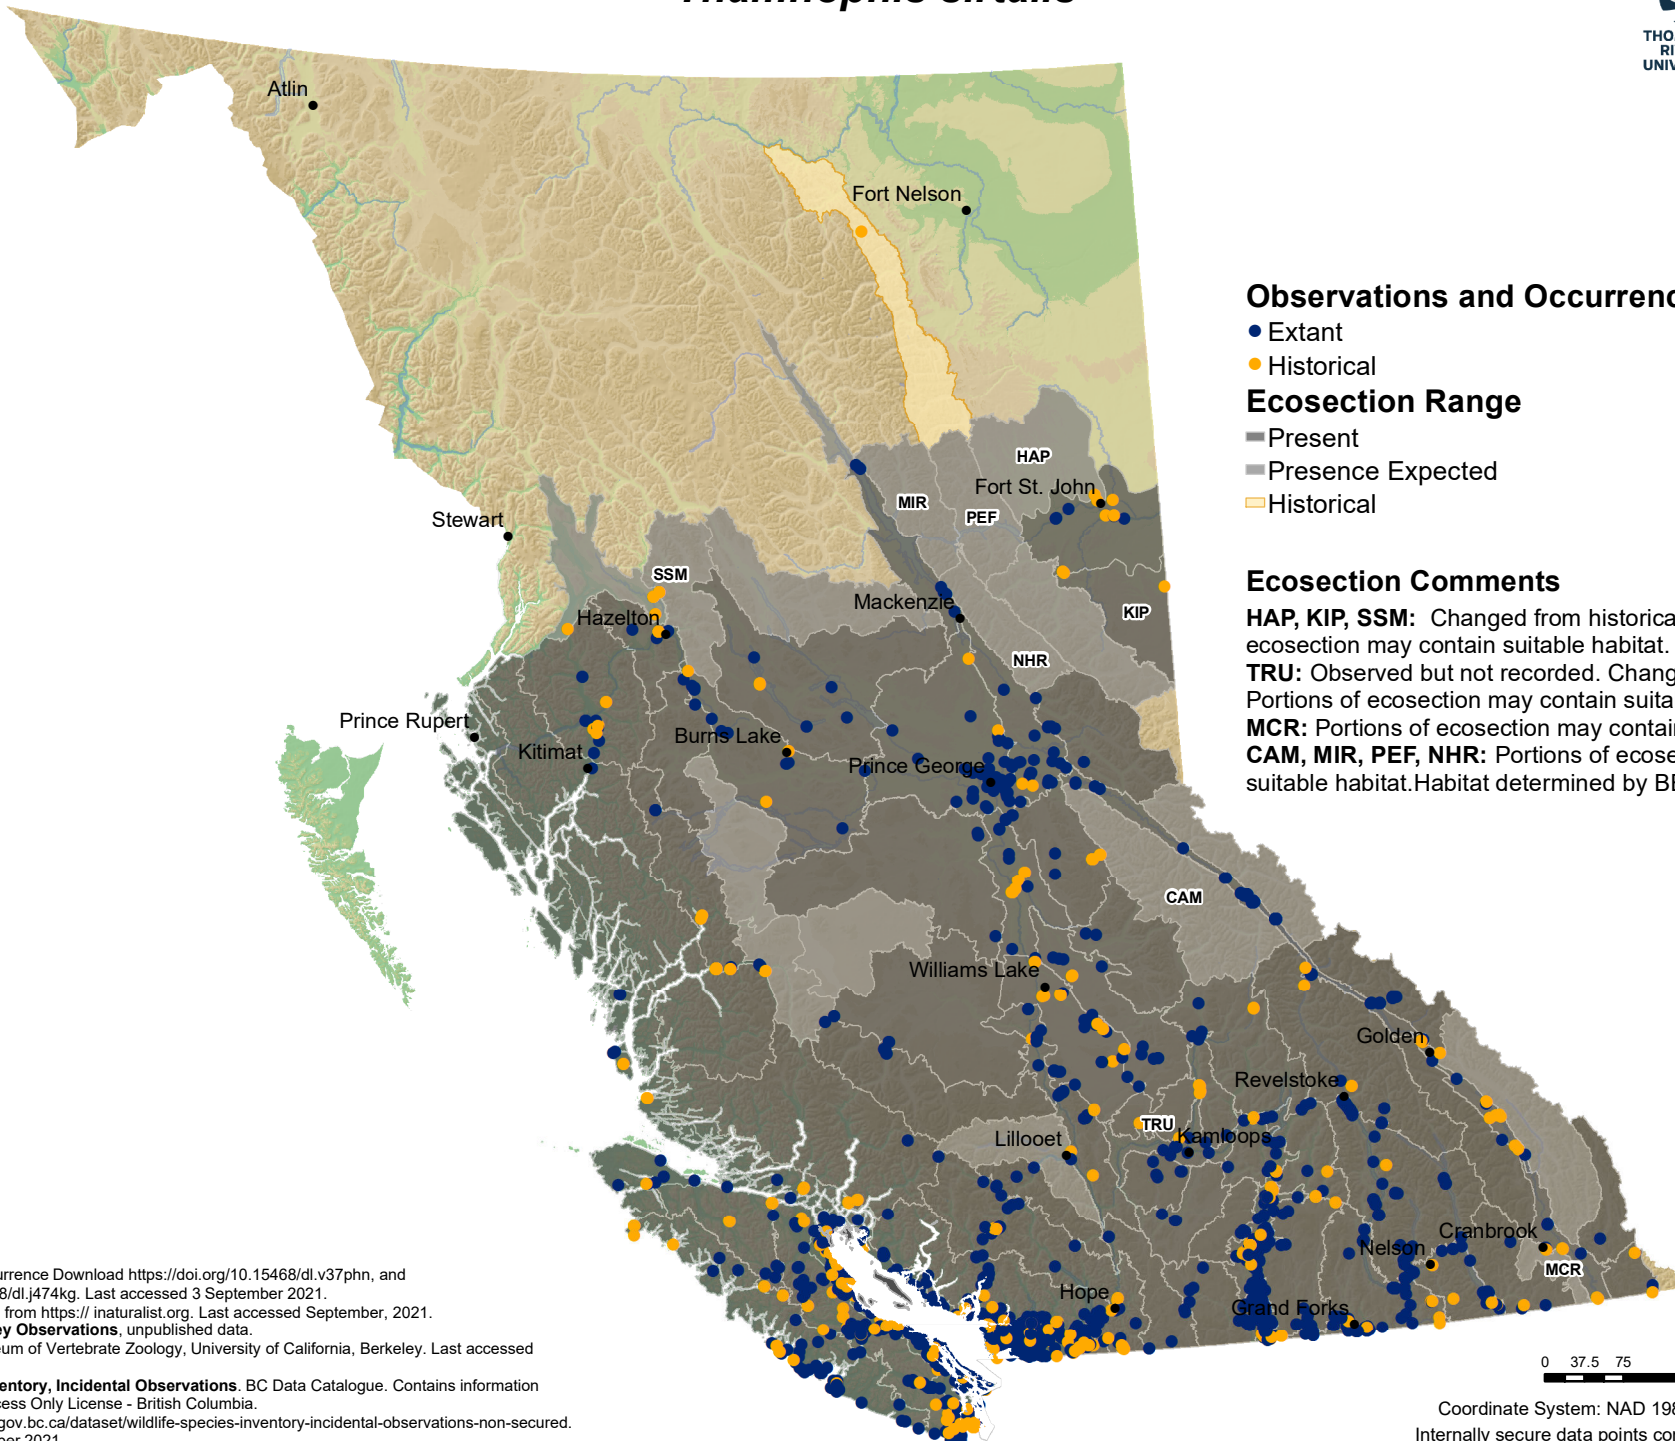 Thamnophis sirtalis
THO
RI
UNIV
Atlin
Fort Nelson
Observations and Occurrenc
Extant
Historical
Ecosection Range
Present
Presence Expected
Historical
HAP
Fort St. John
MIR
PEF
Stewart
SSM
Mackenzie
Hazelton
KIP
NHR
Ecosection Comments
HAP, KIP, SSM: Changed from historica
ecosection may contain suitable habitat.
TRU: Observed but not recorded. Chang
Portions of ecosection may contain suita
MCR: Portions of ecosection may contai
CAM, MIR, PEF, NHR: Portions of ecose
suitable habitat.Habitat determined by BE
Prince Rupert
Burns Lake
Kitimat
Prince George
CAM
Williams Lake
Golden
Revelstoke
TRU
Lillooet
Kamloops
Cranbrook
Nelson
MCR
Hope
Grand Forks
urrence Download https://doi.org/10.15468/dl.v37phn, and
8/dl.j474kg. Last accessed 3 September 2021.
from https:// inaturalist.org. Last accessed September, 2021.
ey Observations, unpublished data.
eum of Vertebrate Zoology, University of California, Berkeley. Last accessed
entory, Incidental Observations. BC Data Catalogue. Contains information
cess Only License - British Columbia.
gov.bc.ca/dataset/wildlife-species-inventory-incidental-observations-non-secured.
ber 2021
0 37.5 75
Coordinate System: NAD 198
Internally secure data points con